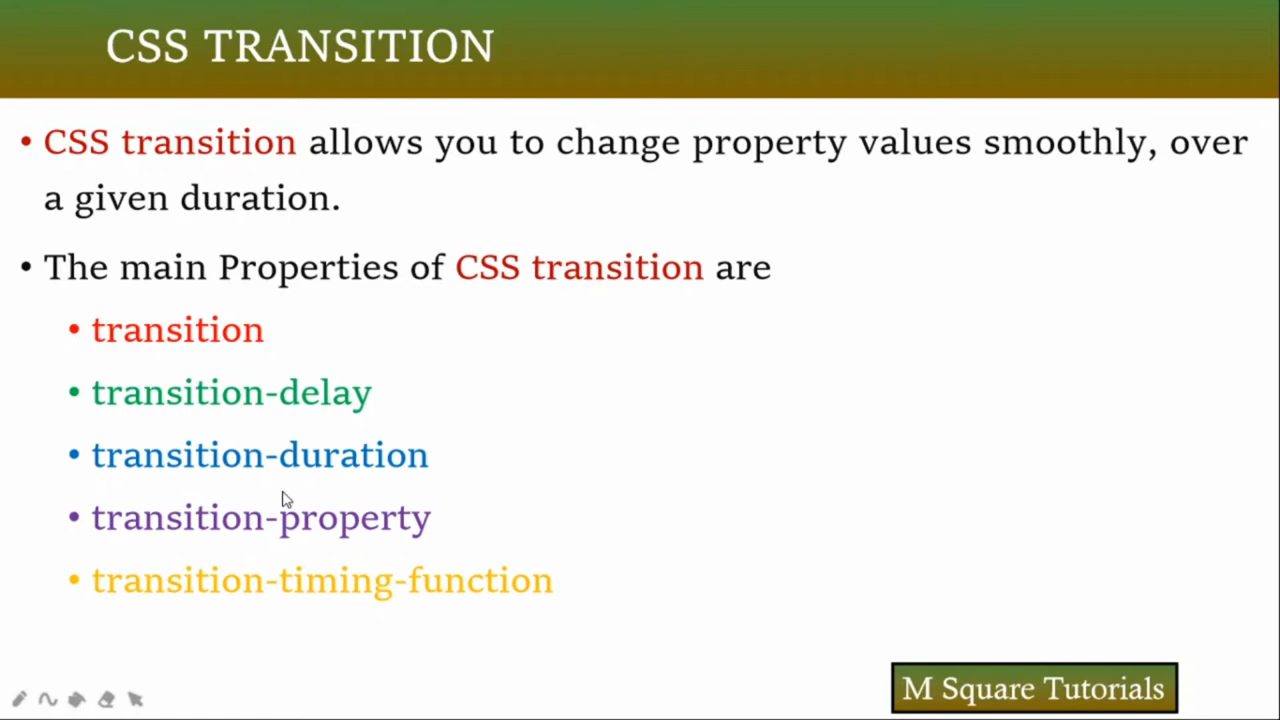 CSS TRANSITION
• CSS transition allows you to change property values smoothly, over
a given duration.
• The main Properties of CSS transition are
• transition
• transition-delay
• transition-duration
• transition-property
• transition-timing-function
M Square Tutorials